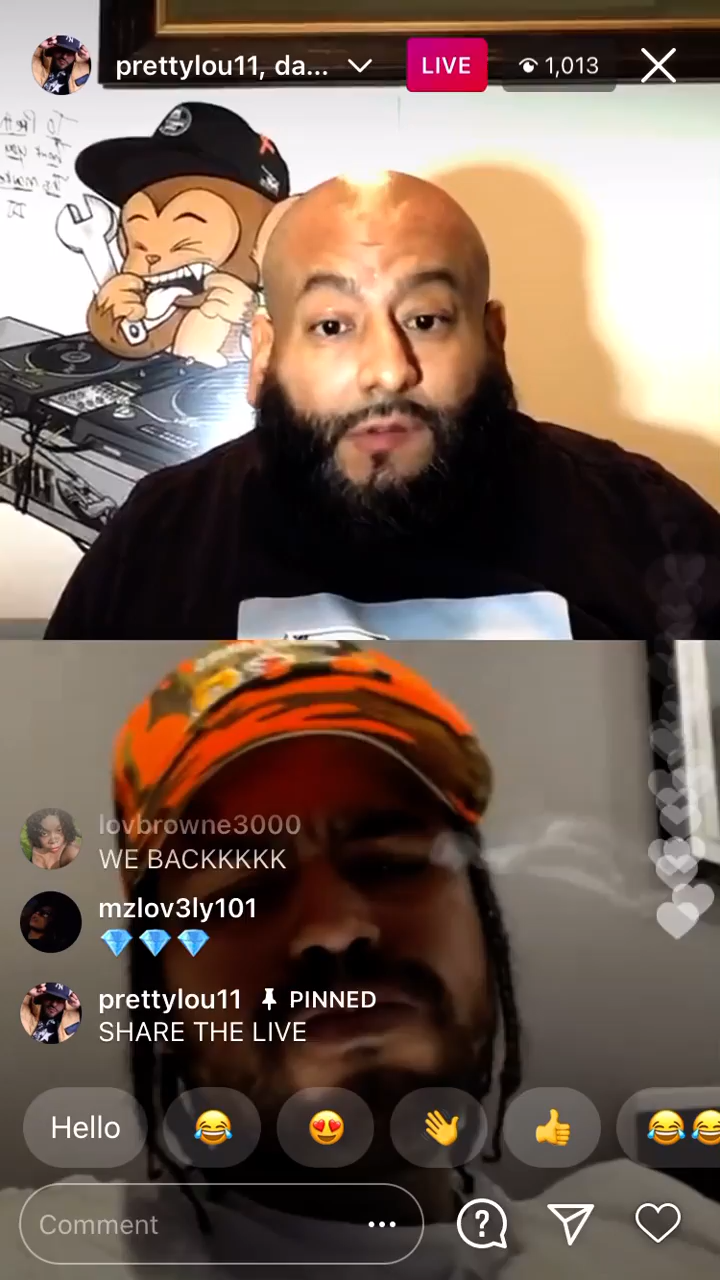 prettylou11, da...
LIVE
1,013
lovbrowne3000
WE BACKKKKK
mzlov3ly101
💎 💎 💎
prettylou11 PINNED
SHARE THE LIVE
Hello 😂 😍 👋 👍 😂😂
Comment